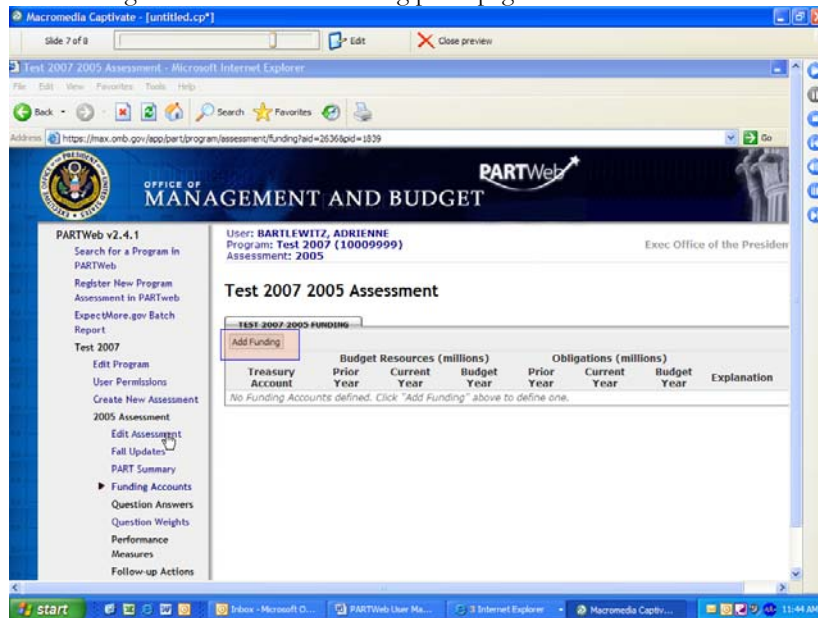 Macromedia Captivate - [untitled.cp*]
Slide 7 of 8
Edit
Close preview
Test 2007 2005 Assessment - Microsoft Internet Explorer
File Edit View Favorites Tools Help
Back
Search
Favorites
Address
https://max.omb.gov/app/part/program/assessment/funding?aid=2636&pid=1839
Go
PARTWeb
OFFICE OF
MANAGEMENT AND BUDGET
PARTWeb v2.4.1
Search for a Program in
PARTWeb
Register New Program
Assessment in PARTweb
ExpectMore.gov Batch
Report
Test 2007
Edit Program
User Permissions
Create New Assessment
2005 Assessment
Edit Assessment
Fall Updates
PART Summary
Funding Accounts
Question Answers
Question Weights
Performance
Measures
Follow-up Actions
User: BARTLEWITZ, ADRIENNE
Program: Test 2007 (10009999)
Assessment: 2005
Exec Office of the Presiden
Test 2007 2005 Assessment
TEST 2007 2005 FUNDING
Add Funding
Budget Resources (millions) Obligations (millions)
Treasury Prior Current Budget Prior Current Budget Explanation
Account Year Year Year Year Year Year
No Funding Accounts defined. Click "Add Funding" above to define one.
start
Inbox - Microsoft O...
PARTWeb User Ma...
3 Internet Explorer
Macromedia Captiv...
11:44 AM